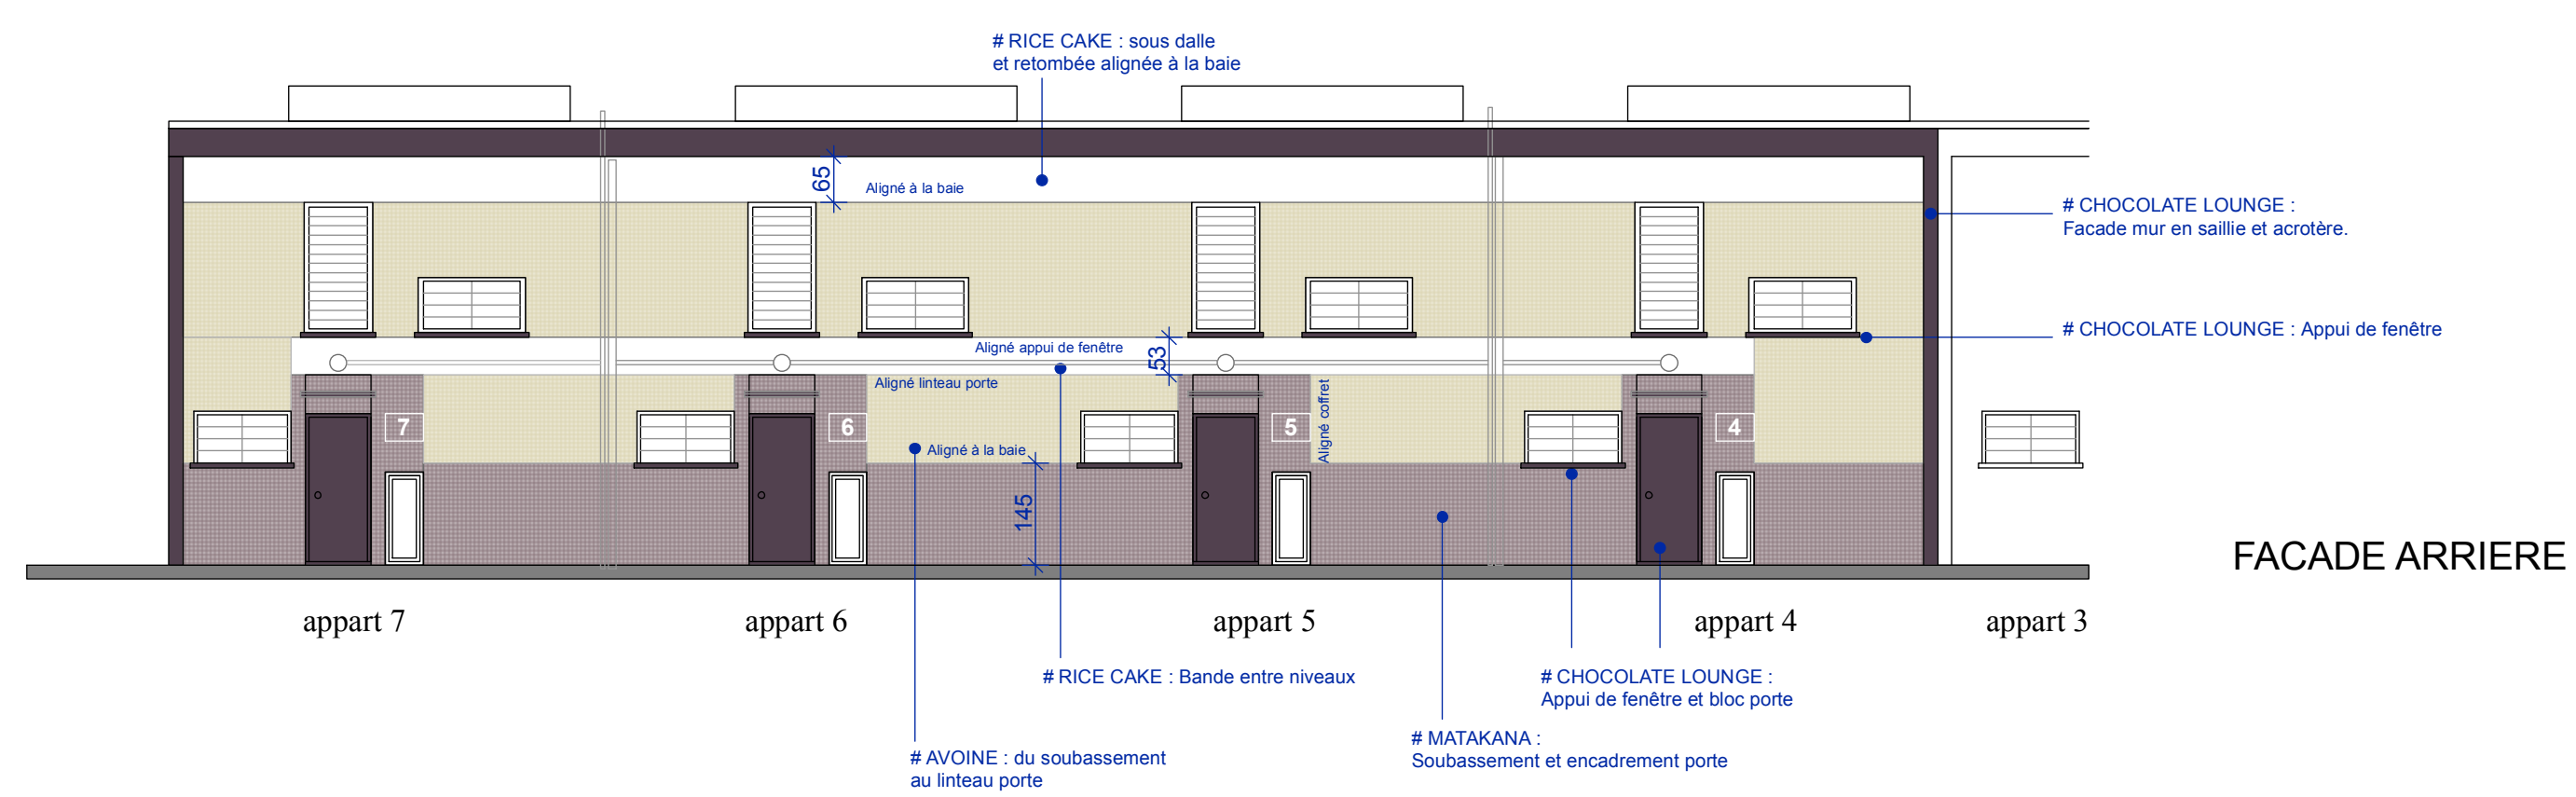 # RICE CAKE : sous dalle
et retombée alignée à la baie
65
Aligné à la baie
# CHOCOLATE LOUNGE :
Facade mur en saillie et acrotère.
# CHOCOLATE LOUNGE : Appui de fenêtre
Aligné appui de fenêtre
53
Aligné linteau porte
Aligné coffret
7
6
5
4
Aligné à la baie
145
FACADE ARRIERE
appart 7
appart 6
appart 5
appart 4
appart 3
# RICE CAKE : Bande entre niveaux
# CHOCOLATE LOUNGE :
Appui de fenêtre et bloc porte
# MATAKANA :
Soubassement et encadrement porte
# AVOINE : du soubassement
au linteau porte